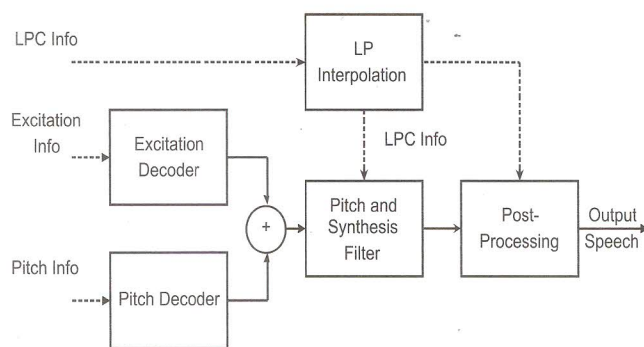 LPC Info
LP
Interpolation
Excitation
Info
Excitation
Decoder
LPC Info
+
Pitch and
Synthesis
Filter
Post-
Processing
Output
Speech
Pitch Info
Pitch Decoder